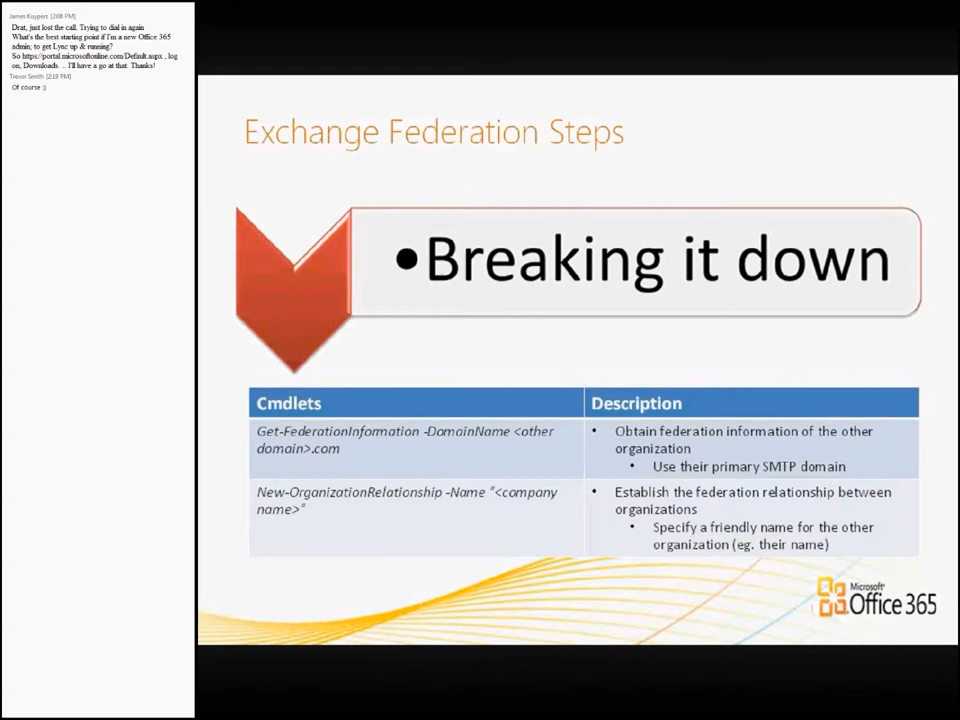 James Kuypers [2:08 PM]
Drat, just lost the call. Trying to dial in again
What's the best starting point if I'm a new Office 365
admin; to get Lync up & running?
So https://portal.microsoftonline.com/Default.aspx , log
on, Downloads. .. I'll have a go at that. Thanks!
Trevor Smith [2:19 PM]
Of course :)
Exchange Federation Steps
•Breaking it down
Cmdlets
Description
Get-FederationInformation -DomainName <other
domain>.com
• Obtain federation information of the other
organization
• Use their primary SMTP domain
New-OrganizationRelationship -Name "<company
name>"
• Establish the federation relationship between
organizations
• Specify a friendly name for the other
organization (eg. their name)
Microsoft®
Office 365